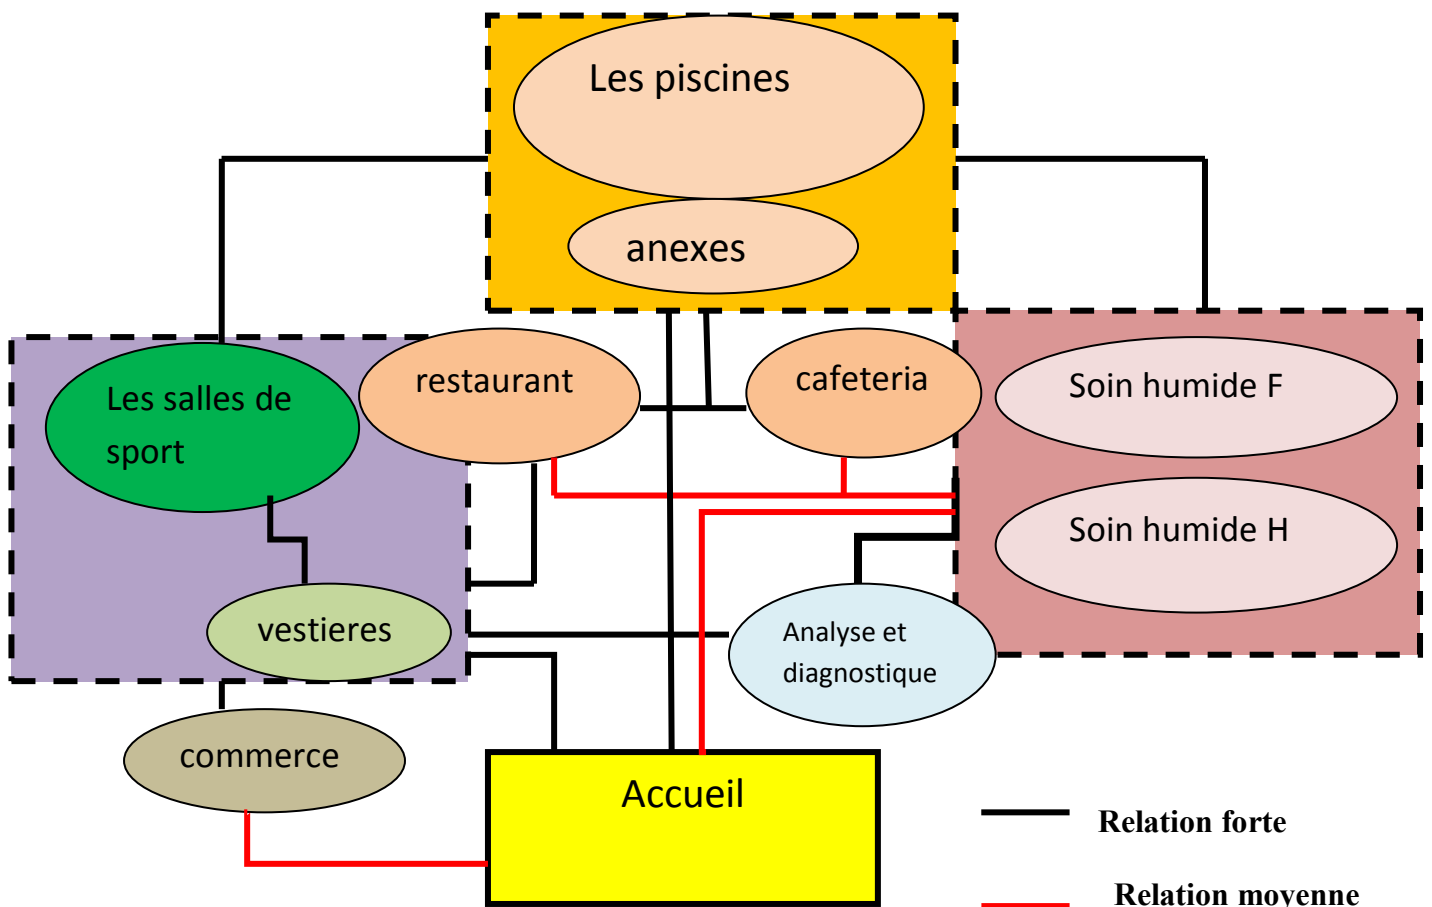 Les piscines
anexes
restaurant
cafeteria
Les salles de
sport
Soin humide F
Soin humide H
vestieres
Analyse et
diagnostique
commerce
Accueil
Relation forte
Relation moyenne